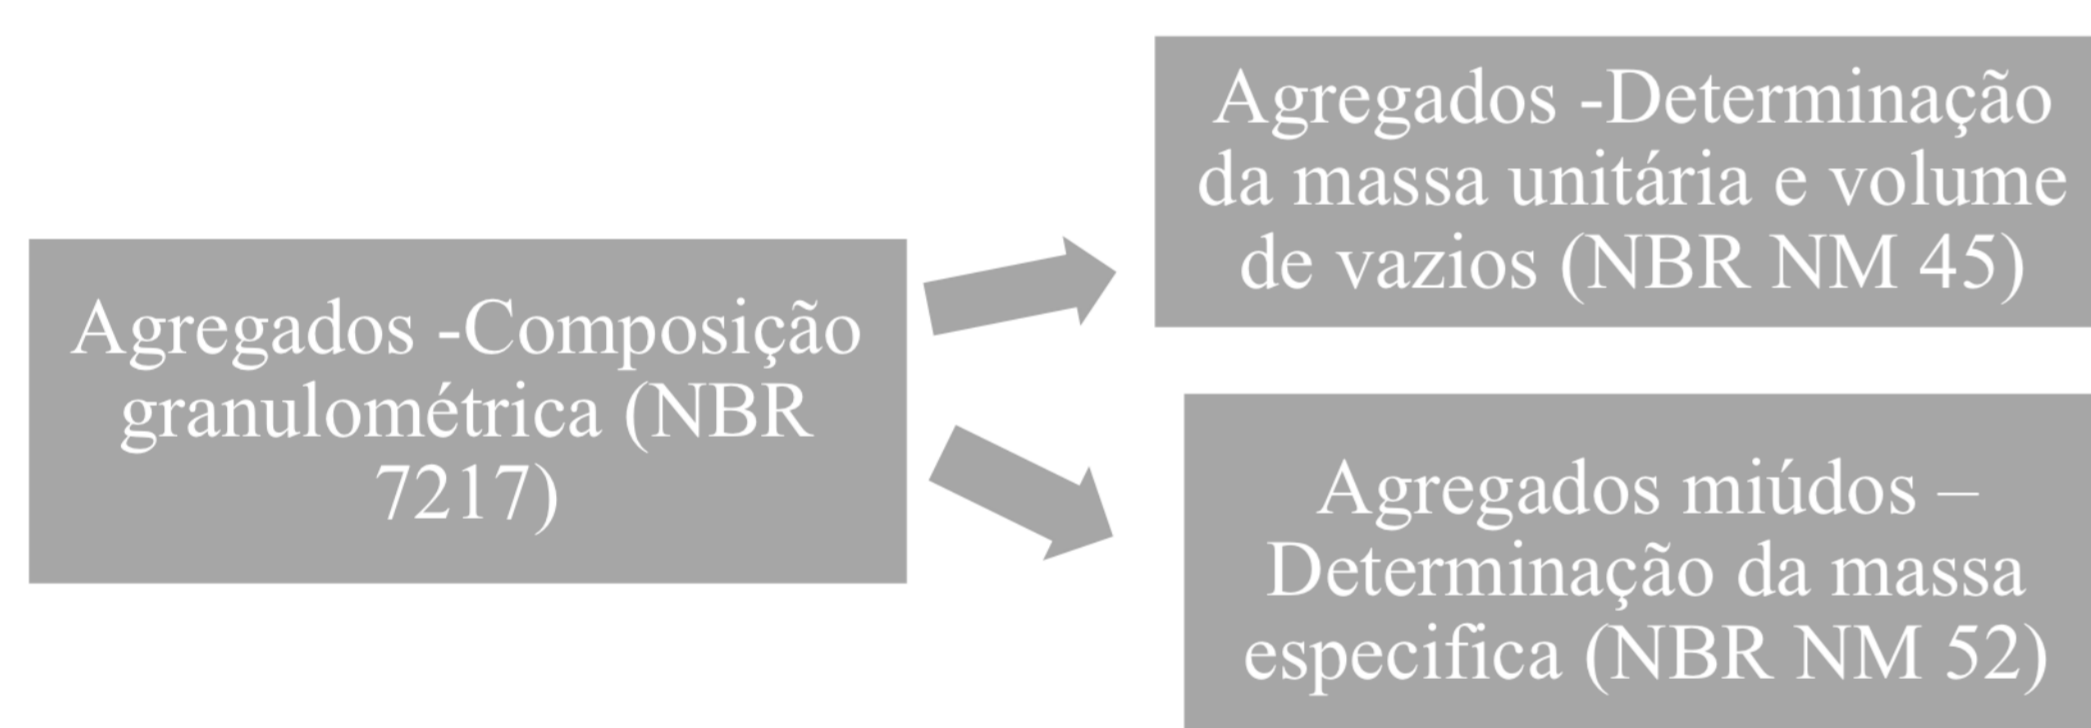 Agregados -Composição
granulométrica (NBR
7217)
Agregados -Determinação
da massa unitária e volume
de vazios (NBR NM 45)
Agregados miúdos –
Determinação da massa
especifica (NBR NM 52)